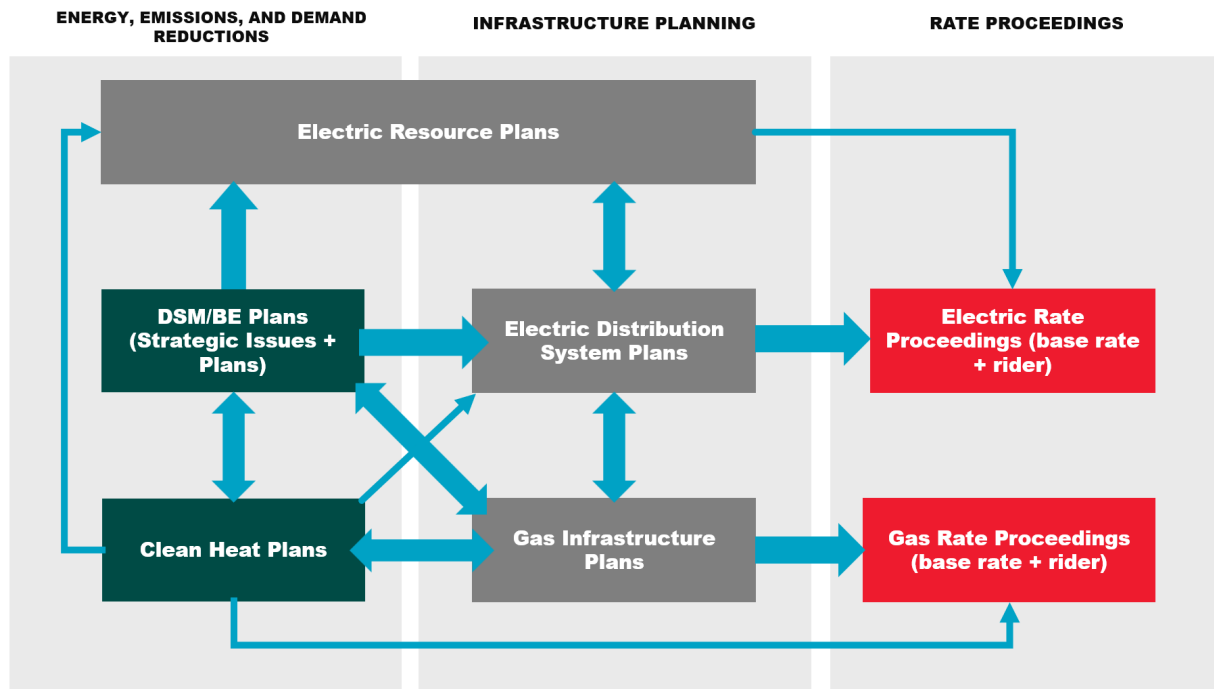 ENERGY, EMISSIONS, AND DEMAND
REDUCTIONS
INFRASTRUCTURE PLANNING
RATE PROCEEDINGS
Electric Resource Plans
DSM/BE Plans
(Strategic Issues +
Plans)
Electric Distribution
System Plans
Electric Rate
Proceedings (base rate
+ rider)
Clean Heat Plans
Gas Infrastructure
Plans
Gas Rate Proceedings
(base rate + rider)